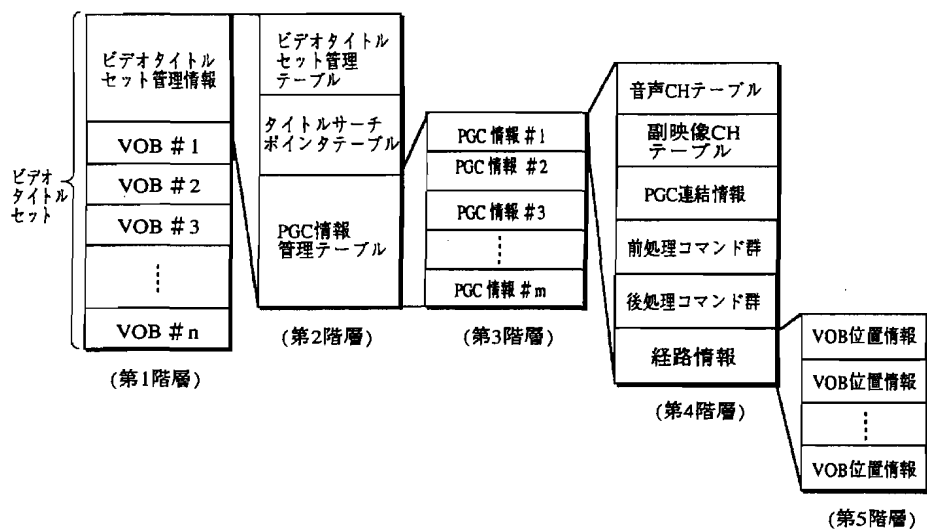 ビデオ
タイトル
セット
ビデオタイトル
セット管理情報
VOB #1
VOB #2
VOB #3
VOB #n
(第1階層)
ビデオタイトル
セット管理
テーブル
タイトルサーチ
ポインタテーブル
PGC情報
管理テーブル
(第2階層)
PGC情報 #1
PGC情報 #2
PGC情報 #3
PGC情報 #m
(第3階層)
音声CHテーブル
副映像CH
テーブル
PGC連結情報
前処理コマンド群
後処理コマンド群
経路情報
(第4階層)
VOB位置情報
VOB位置情報
VOB位置情報
(第5階層)